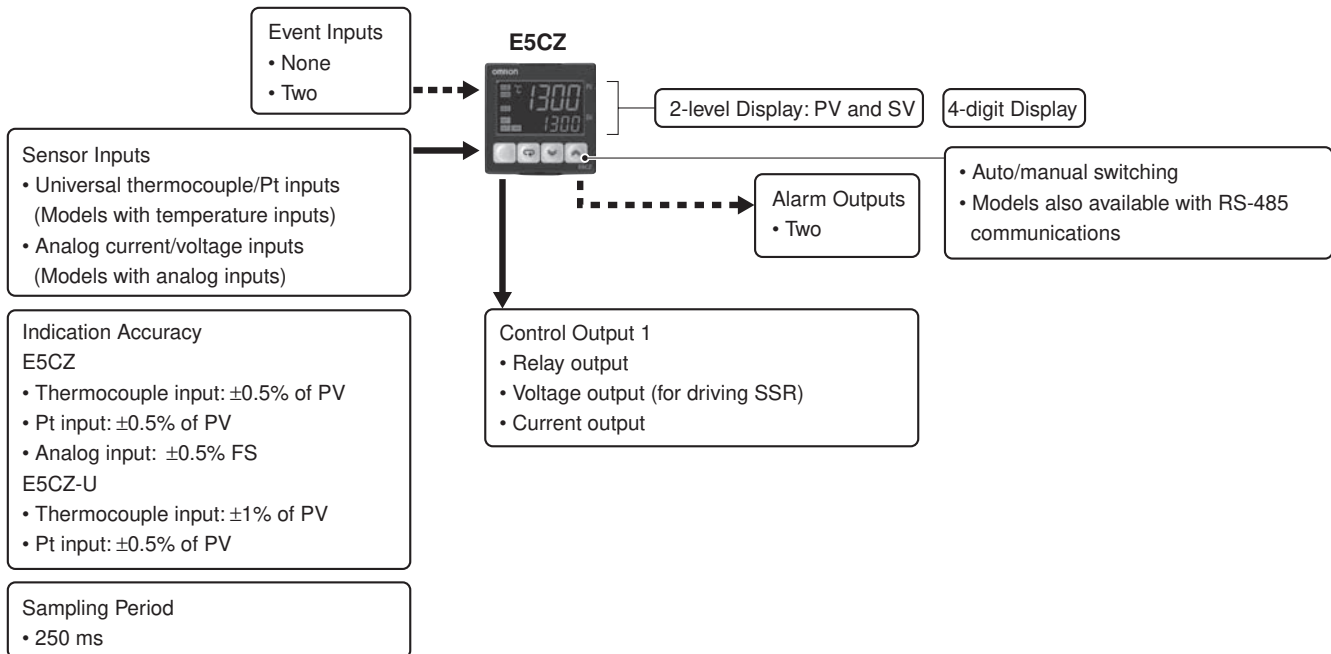 Event Inputs
• None
• Two
E5CZ
omron
℃
1300
1300
E5CZ
2-level Display: PV and SV
4-digit Display
Sensor Inputs
• Universal thermocouple/Pt inputs
(Models with temperature inputs)
• Analog current/voltage inputs
(Models with analog inputs)
• Auto/manual switching
• Models also available with RS-485
communications
Alarm Outputs
• Two
Indication Accuracy
E5CZ
• Thermocouple input: ±0.5% of PV
• Pt input: ±0.5% of PV
• Analog input: ±0.5% FS
E5CZ-U
• Thermocouple input: ±1% of PV
• Pt input: ±0.5% of PV
Control Output 1
• Relay output
• Voltage output (for driving SSR)
• Current output
Sampling Period
• 250 ms